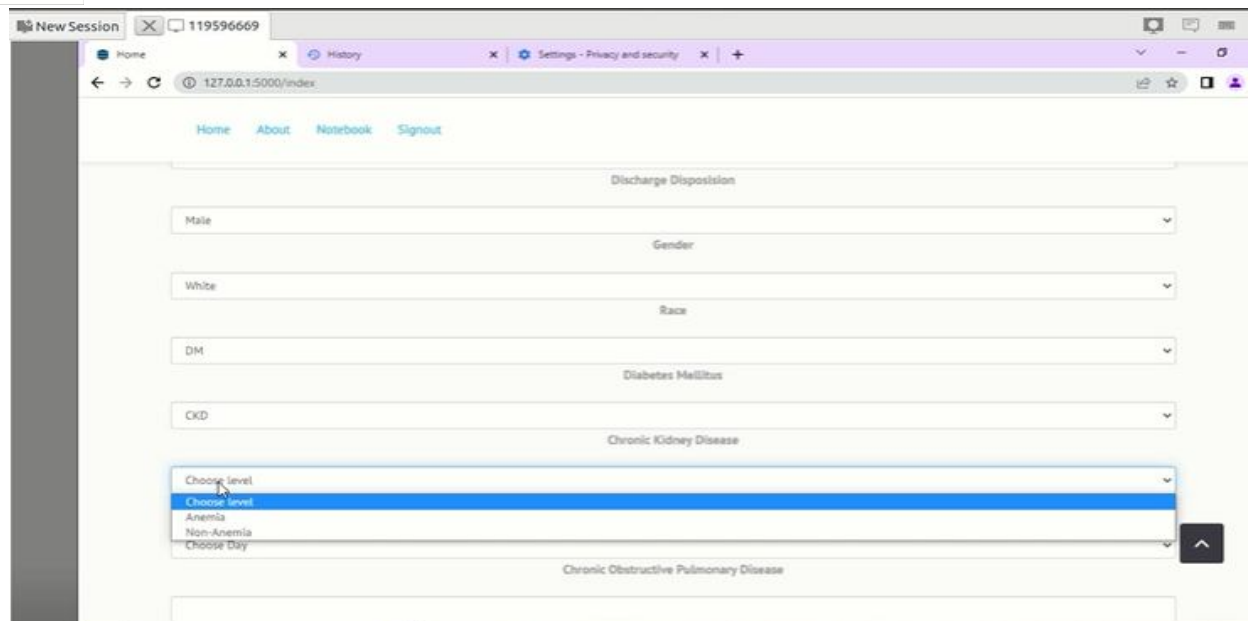 New Session 119596669
Home History Settings - Privacy and security
127.0.0.1:5000/index
Home About Notebook Signout
Discharge Disposision
Male
Gender
White
Race
DM
Diabetes Mellitus
CKD
Chronic Kidney Disease
Choose level
Choose level
Anemia
Non-Anemia
Choose Day
Chronic Obstructive Pulmonary Disease